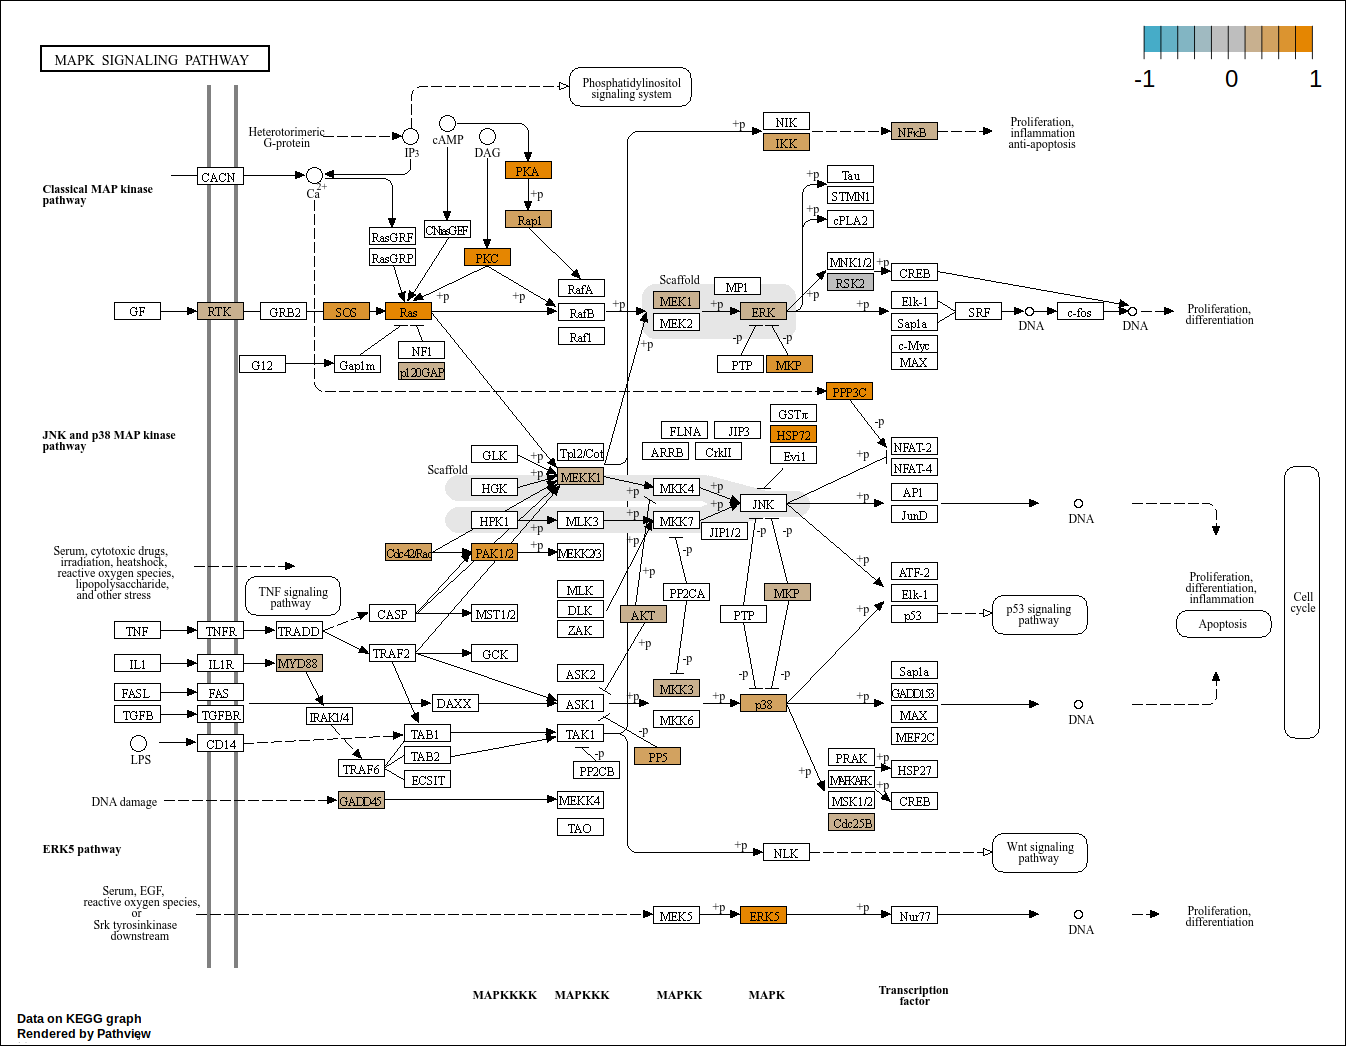 MAPK SIGNALING PATHWAY
-1 0 1
Phosphatidylinositol
signaling system
Heterotorimeric
G-protein
IP3
cAMP
DAG
+p
NIK
IKK
NFκB
Proliferation,
inflammation
anti-apoptosis
Classical MAP kinase
pathway
CACN
Ca2+
PKA
+p
Rap1
+p
Tau
STMN1
+p
cPLA2
RasGRF
RasGRP
CNrasGEF
PKC
RafA
Scaffold
MP1
MNK1/2
+p
RSK2
+p
CREB
GF
RTK
GRB2
SOS
Ras
+p
+p
RafB
+p
Raf1
MEK1
MEK2
+p
ERK
+p
+p
Elk-1
Sap1a
c-Myc
MAX
SRF
DNA
c-fos
DNA
Proliferation,
differentiation
G12
Gap1m
NF1
p120GAP
+p
-p
-p
PTP
MKP
PPP3C
-p
JNK and p38 MAP kinase
pathway
GSTπ
HSP72
Evi1
FLNA
JIP3
ARRB
CrkII
NFAT-2
NFAT-4
+p
Scaffold
GLK
+p
Tpl2/Cot
MEKK1
HGK
+p
+p
MKK4
+p
JNK
+p
AP1
JunD
DNA
HPK1
+p
MLK3
+p
MKK7
+p
JIP1/2
-p
-p
Cdc42/Rac
PAK1/2
+p
MEKK2/3
-p
Serum, cytotoxic drugs,
irradiation, heatshock,
reactive oxygen species,
lipopolysaccharide,
and other stress
TNF signaling
pathway
MLK
DLK
ZAK
+p
AKT
+p
PP2CA
-p
PTP
MKP
+p
+p
ATF-2
Elk-1
p53
p53 signaling
pathway
Proliferation,
differentiation,
inflammation
Apoptosis
Cell
cycle
CASP
MST1/2
TNF
TNFR
TRADD
TRAF2
GCK
IL1
IL1R
MYD88
FASL
FAS
TGFB
TGFBR
IRAK1/4
DAXX
ASK2
ASK1
+p
MKK3
MKK6
+p
-p
-p
p38
+p
Sap1a
GADD153
MAX
MEF2C
DNA
LPS
CD14
TAB1
TAB2
TRAF6
ECSIT
TAK1
-p
PP2CB
-p
PP5
+p
PRAK
MAPKAPK
MSK1/2
Cdc25B
+p
+p
HSP27
CREB
DNA damage
GADD45
MEKK4
TAO
ERK5 pathway
+p
NLK
Wnt signaling
pathway
Serum, EGF,
reactive oxygen species,
or
Srk tyrosinkinase
downstream
MEK5
+p
ERK5
+p
Nur77
DNA
Proliferation,
differentiation
MAPKKKK
MAPKKK
MAPKK
MAPK
Transcription
factor
Data on KEGG graph
Rendered by Pathview